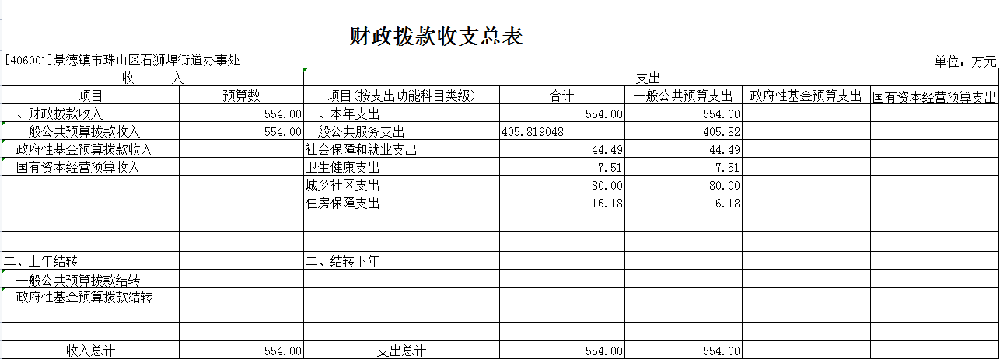 财政拨款收支总表
[406001]景德镇市珠山区石狮埠街道办事处 单位：万元
收 入 支出
项目 预算数 项目(按支出功能科目类级) 合计 一般公共预算支出 政府性基金预算支出 国有资本经营预算支出
一、财政拨款收入 554.00 一、本年支出 554.00 554.00
一般公共预算拨款收入 554.00 一般公共服务支出 405.819048 405.82
政府性基金预算拨款收入 社会保障和就业支出 44.49 44.49
国有资本经营预算收入 卫生健康支出 7.51 7.51
城乡社区支出 80.00 80.00
住房保障支出 16.18 16.18
二、上年结转 二、结转下年
一般公共预算拨款结转
政府性基金预算拨款结转
收入总计 554.00 支出总计 554.00 554.00